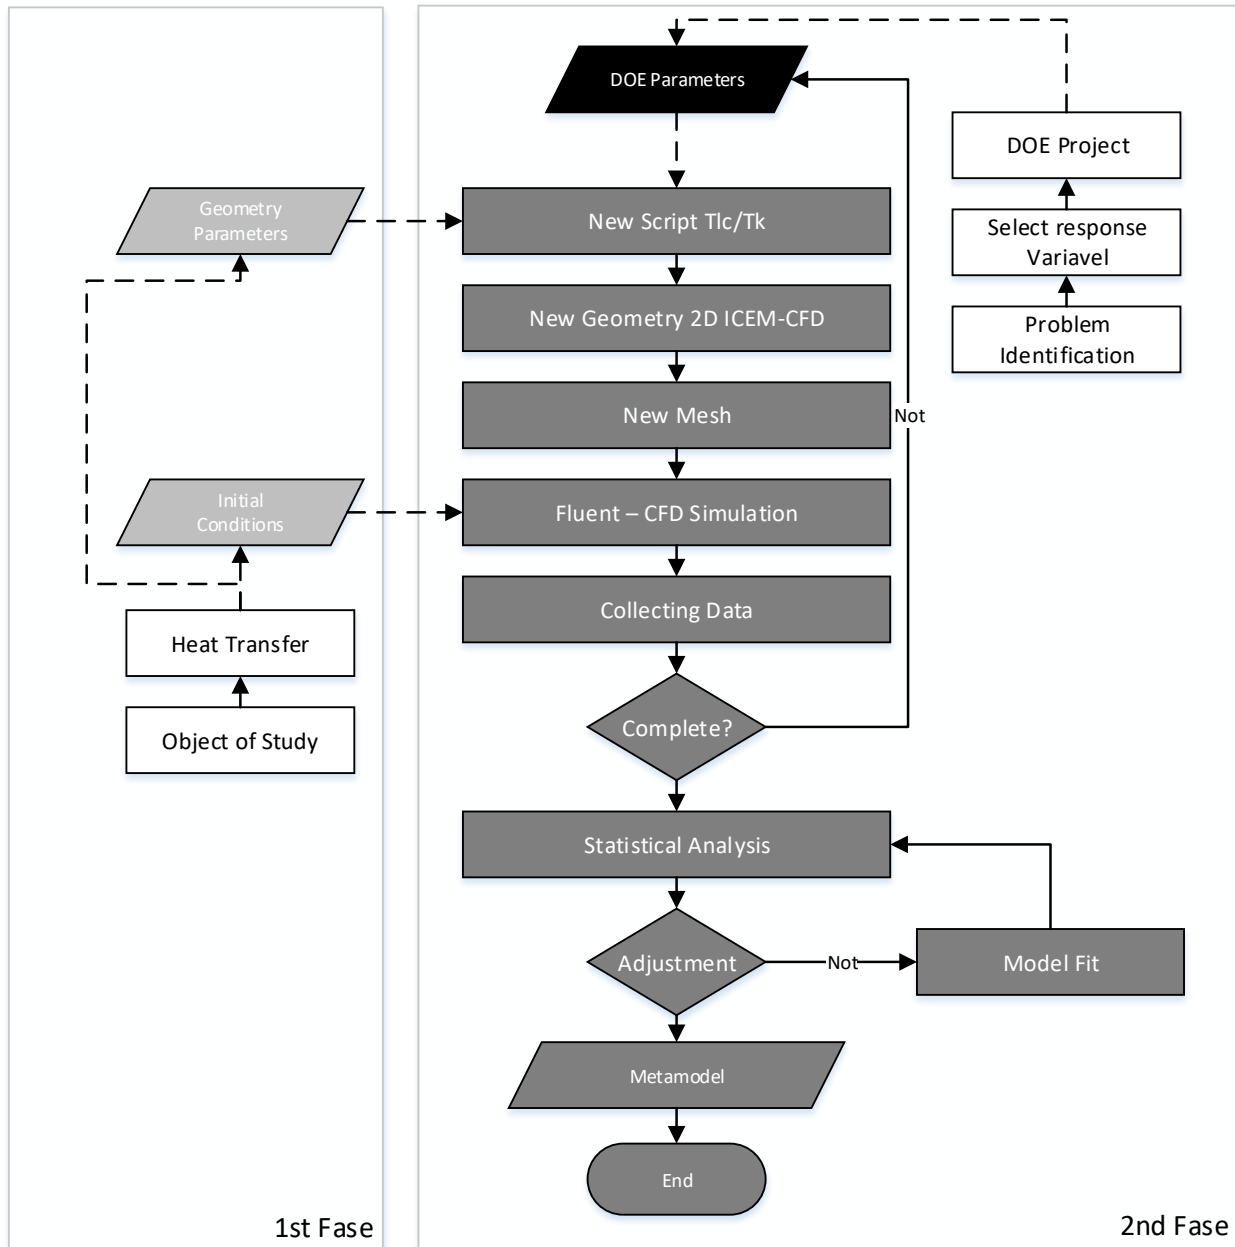 DOE Parameters
DOE Project
Geometry
Parameters
New Script Tlc/Tk
Select response
Variavel
New Geometry 2D ICEM-CFD
Problem
Identification
New Mesh
Not
Initial
Conditions
Fluent – CFD Simulation
Collecting Data
Heat Transfer
Object of Study
Complete?
Statistical Analysis
Adjustment
Not
Model Fit
Metamodel
End
1st Fase
2nd Fase